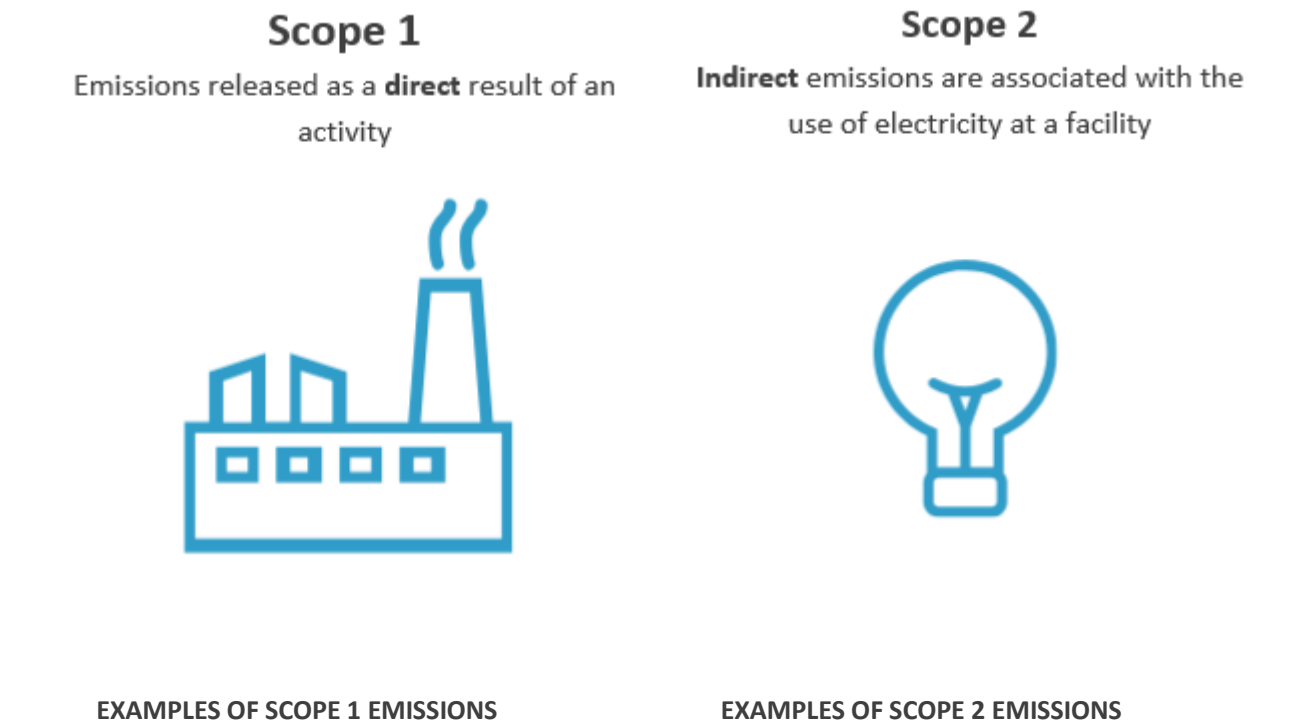 Scope 1
Emissions released as a direct result of an
activity
Scope 2
Indirect emissions are associated with the
use of electricity at a facility
EXAMPLES OF SCOPE 1 EMISSIONS
EXAMPLES OF SCOPE 2 EMISSIONS